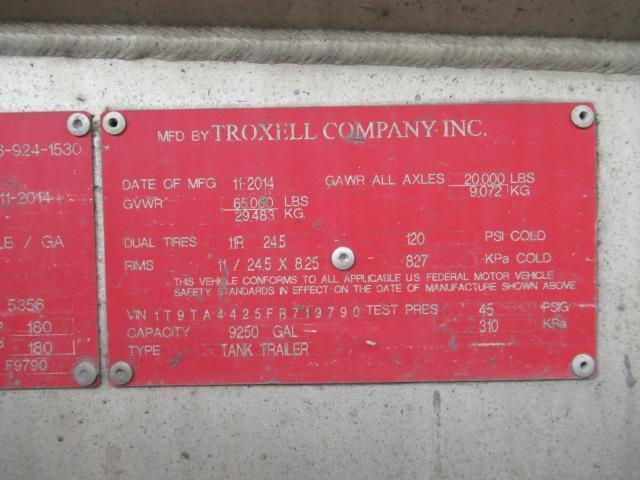 6-924-1530
11-2014
LB / GA
5356
R 180
S 180
F9790
MFD BY TROXELL COMPANY INC.
DATE OF MFG 11-2014 GAWR ALL AXLES 20,000 LBS
9,072 KG
GVWR 65,000 LBS
29,483 KG.
DUAL TIRES 11R 24.5 120 PSI COLD
RIMS 11 / 24.5 X 8.25 827 KPa COLD
THIS VEHICLE CONFORMS TO ALL APPLICABLE U.S. FEDERAL MOTOR VEHICLE
SAFETY STANDARDS IN EFFECT ON THE DATE OF MANUFACTURE SHOWN ABOVE
VIN 1T9TA4425FR719790 TEST PRES 45 PSIG
310 KPa
CAPACITY 9250 GAL
TYPE TANK TRAILER